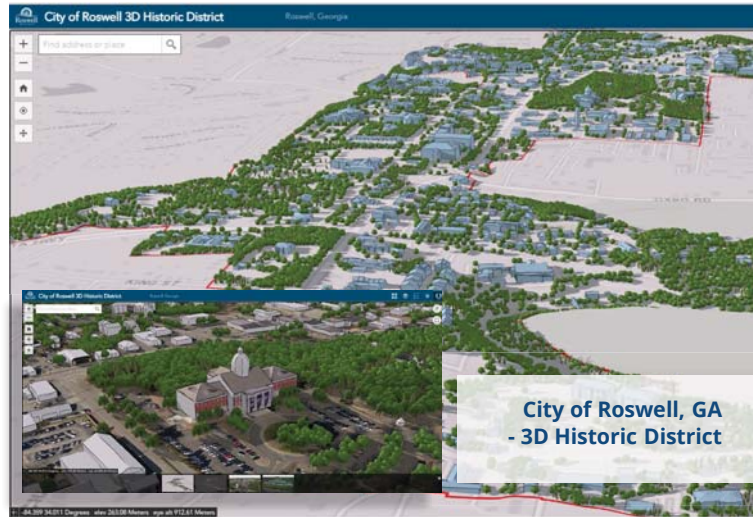 Roswell
City of Roswell 3D Historic District
Roswell, Georgia
Find address or place
City of Roswell 3D Historic District
City of Roswell, GA
- 3D Historic District
-84.209 34.011 Degrees elev 263.08 Meters eye alt 912.61 Meters